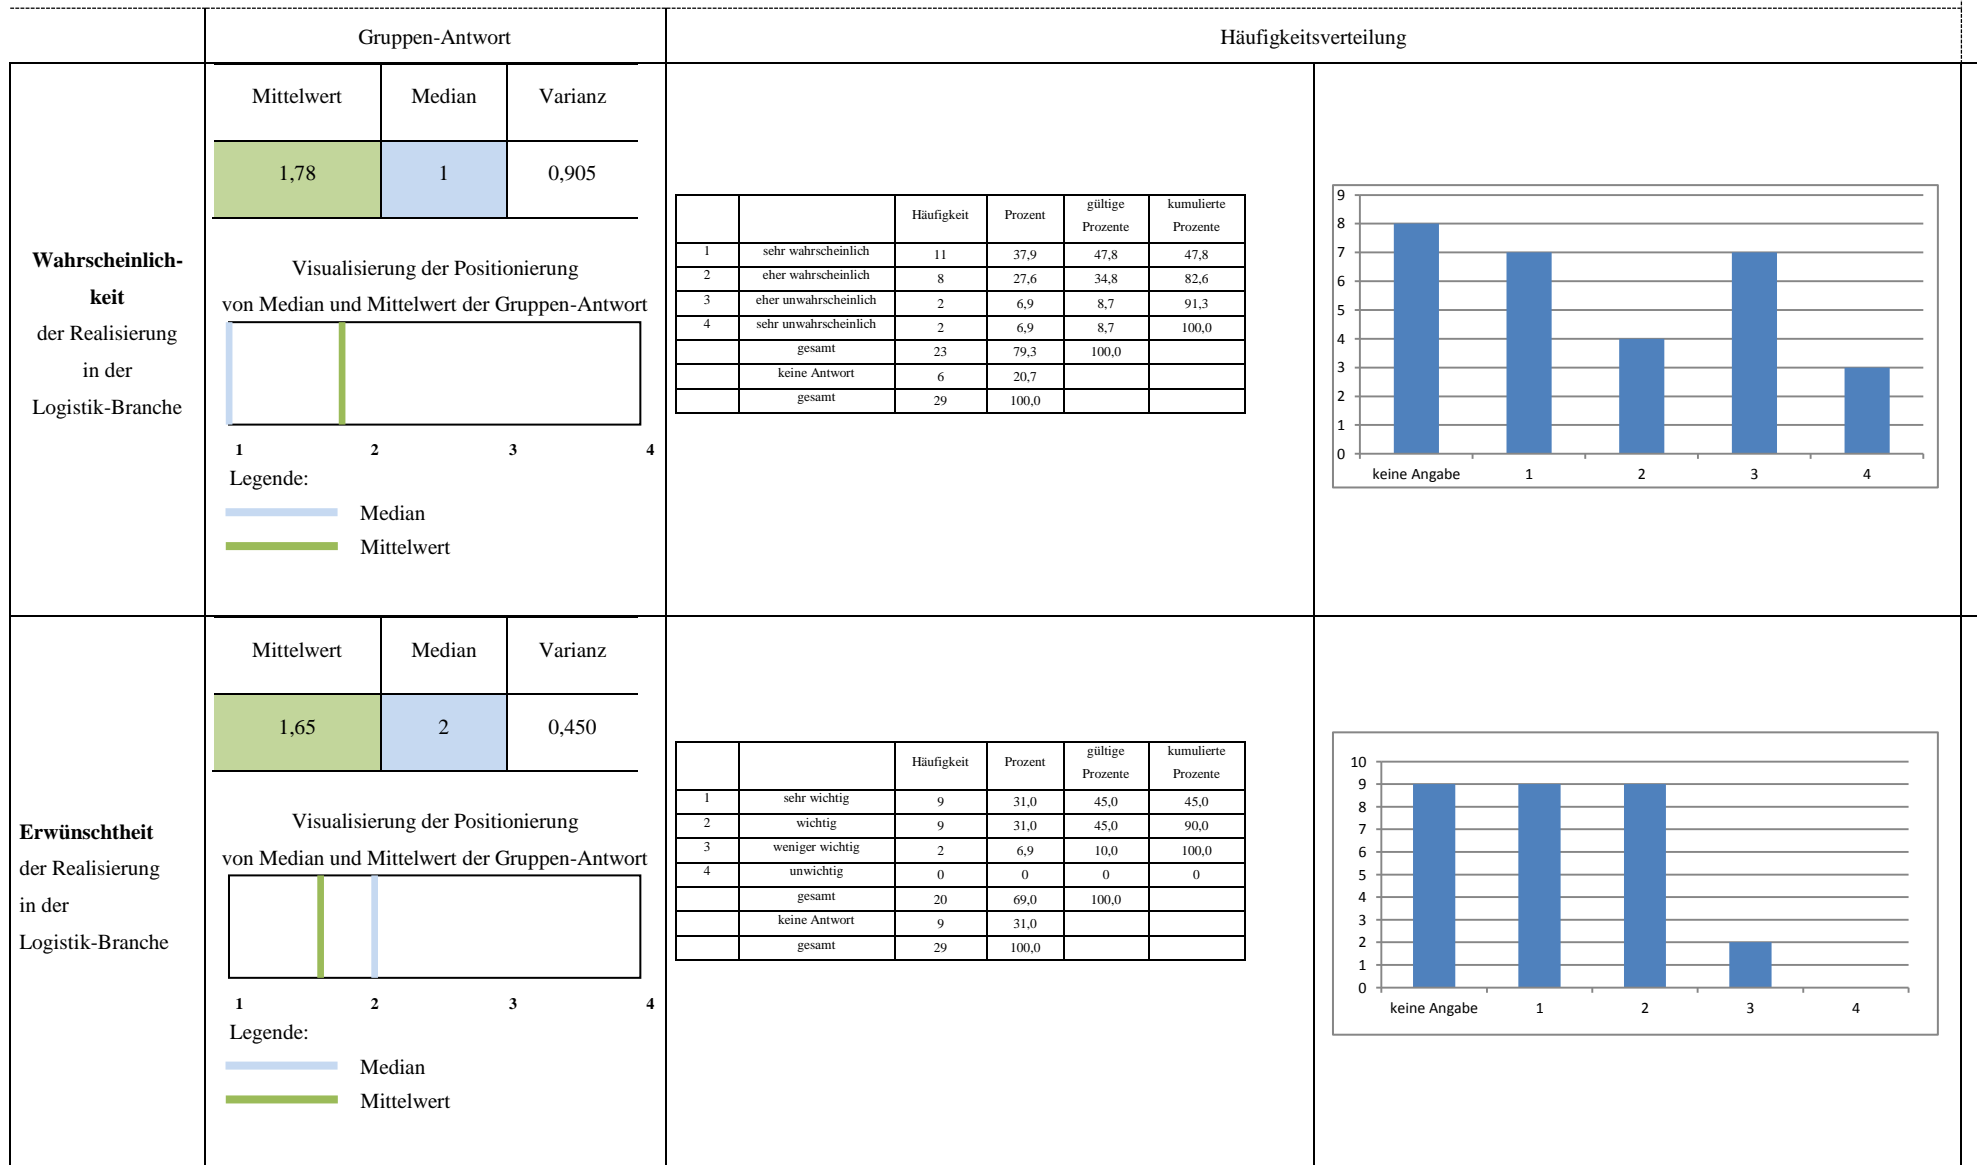 Gruppen-Antwort
Häufigkeitsverteilung
Wahrscheinlich-
keit
der Realisierung
in der
Logistik-Branche
Mittelwert Median Varianz
1,78 1 0,905
Visualisierung der Positionierung
von Median und Mittelwert der Gruppen-Antwort
1 2 3 4
Legende:
Median
Mittelwert
Häufigkeit Prozent gültige Prozente kumulierte Prozente
1 sehr wahrscheinlich 11 37,9 47,8 47,8
2 eher wahrscheinlich 8 27,6 34,8 82,6
3 eher unwahrscheinlich 2 6,9 8,7 91,3
4 sehr unwahrscheinlich 2 6,9 8,7 100,0
gesamt 23 79,3 100,0
keine Antwort 6 20,7
gesamt 29 100,0
9
8
7
6
5
4
3
2
1
0
keine Angabe 1 2 3 4
Erwünschtheit
der Realisierung
in der
Logistik-Branche
Mittelwert Median Varianz
1,65 2 0,450
Visualisierung der Positionierung
von Median und Mittelwert der Gruppen-Antwort
1 2 3 4
Legende:
Median
Mittelwert
Häufigkeit Prozent gültige Prozente kumulierte Prozente
1 sehr wichtig 9 31,0 45,0 45,0
2 wichtig 9 31,0 45,0 90,0
3 weniger wichtig 2 6,9 10,0 100,0
4 unwichtig 0 0 0 0
gesamt 20 69,0 100,0
keine Antwort 9 31,0
gesamt 29 100,0
10
9
8
7
6
5
4
3
2
1
0
keine Angabe 1 2 3 4